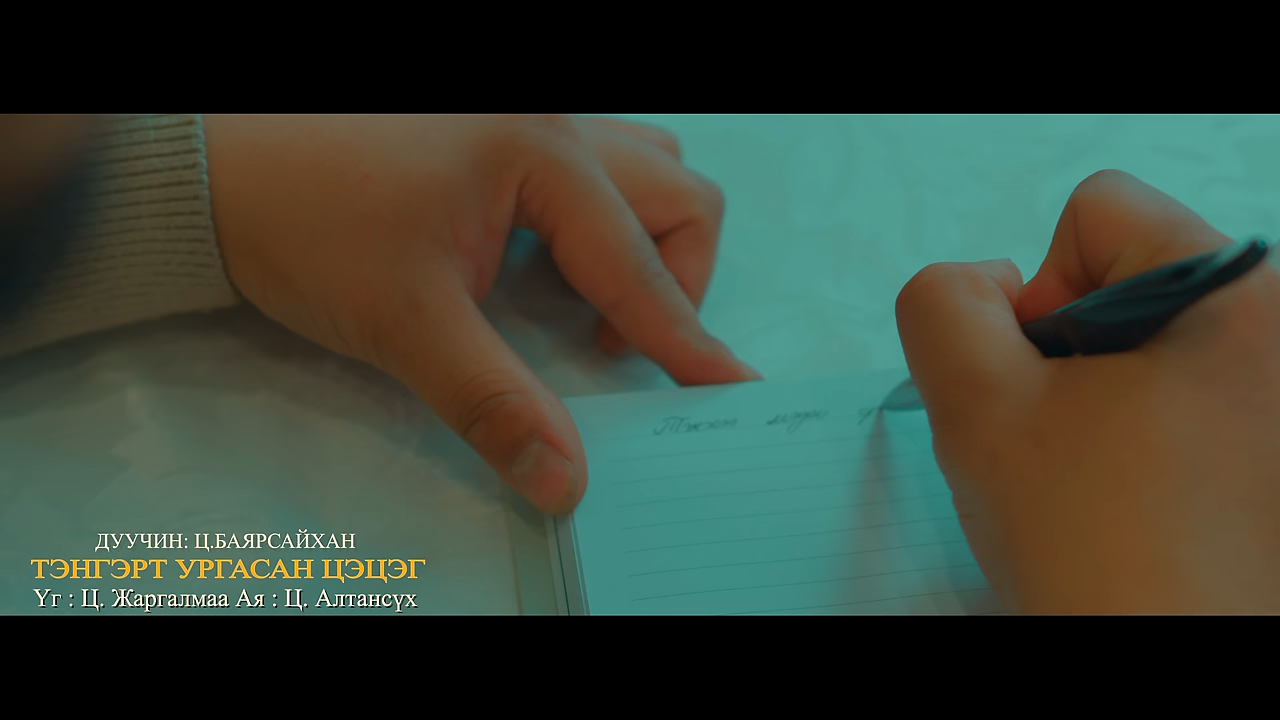 ДУУЧИН: Ц.БАЯРСАЙХАН
ТЭНГЭРТ УРГАСАН ЦЭЦЭГ
Үг : Ц. Жаргалмаа Ая : Ц. Алтансүх